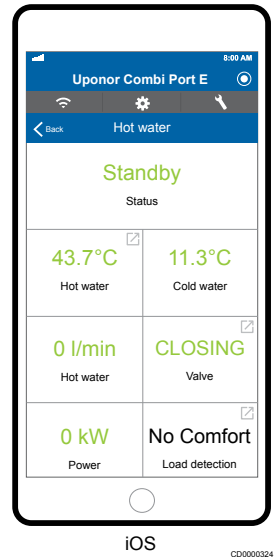 8:00 AM
Uponor Combi Port E
Back
Hot water
Standby
Status
43.7°C
11.3°C
Hot water
Cold water
0 l/min
CLOSING
Hot water
Valve
0 kW
No Comfort
Power
Load detection
iOS
CD0000324